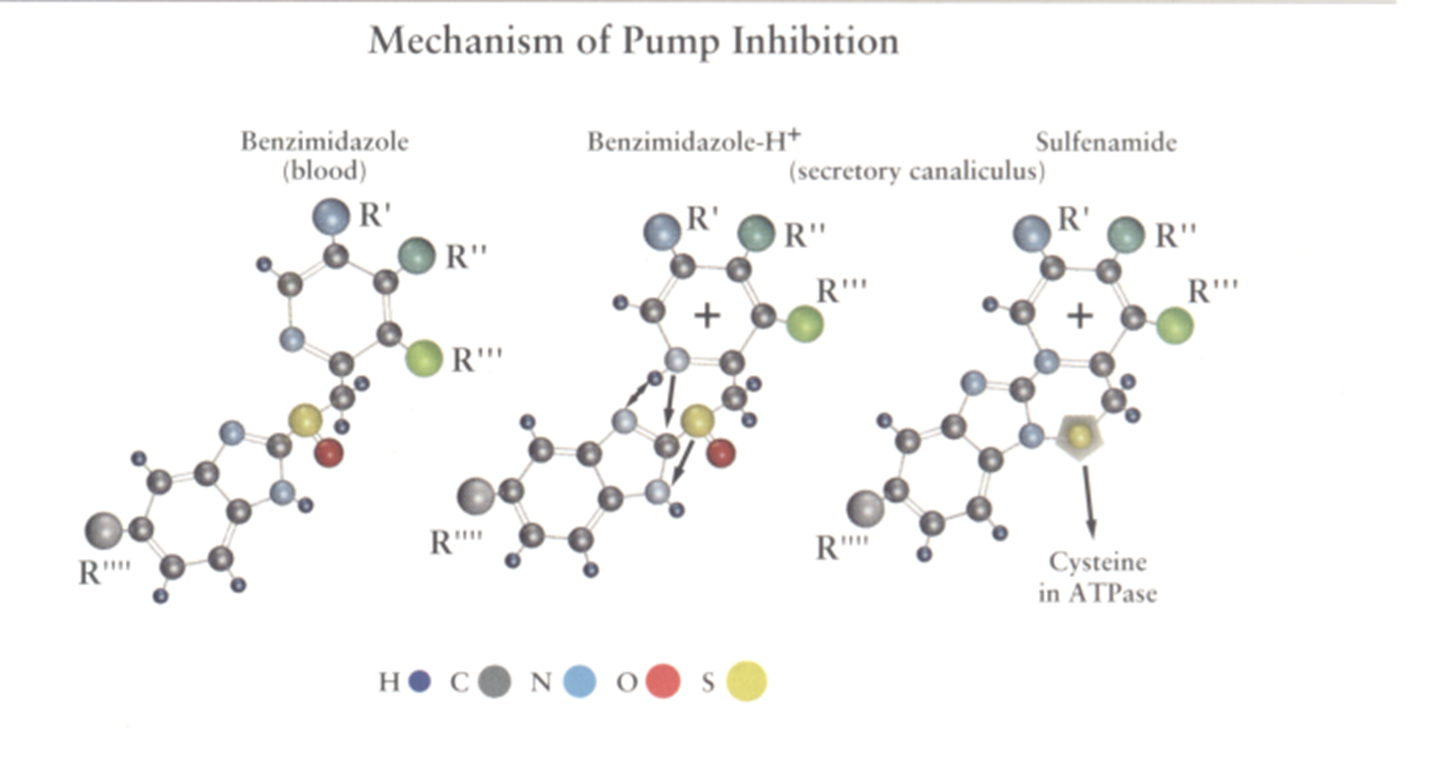 Mechanism of Pump Inhibition
Benzimidazole
(blood)
Benzimidazole-H+
Sulfenamide
(secretory canaliculus)
R'
R''
R'''
R'''''
R'
R''
R'''
R'''''
R'
R''
R'''
R'''''
Cysteine
in ATPase
H C N O S